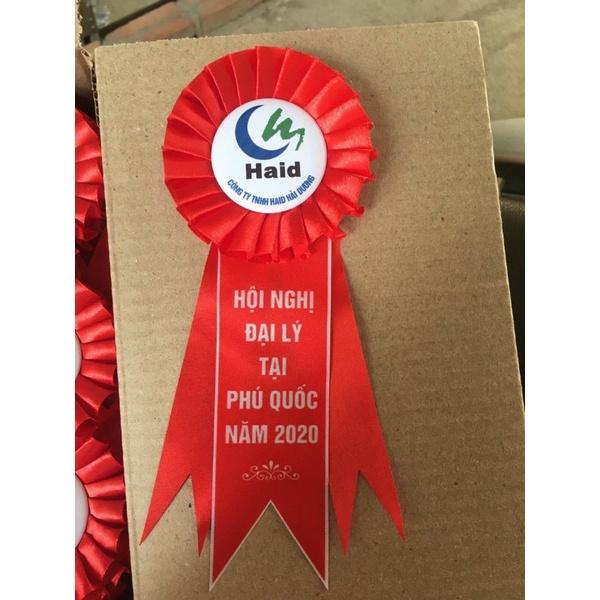 Haid
CÔNG TY TNHH HAID HẢI DƯƠNG
HỘI NGHỊ
ĐẠI LÝ
TẠI
PHÚ QUỐC
NĂM 2020